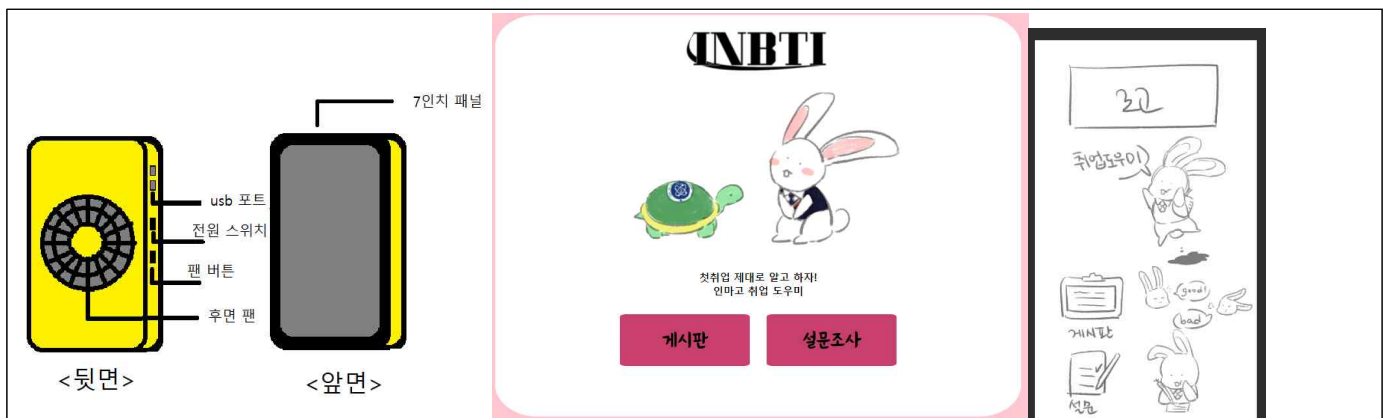 7인치 패널
usb 포트
전원 스위치
팬 버튼
후면 팬
<뒷면>
<앞면>
INBTI
첫취업 제대로 알고 하자!
인마고 취업 도우미
게시판
설문조사
로고
취업도우미
good!
bad
게시판
설문